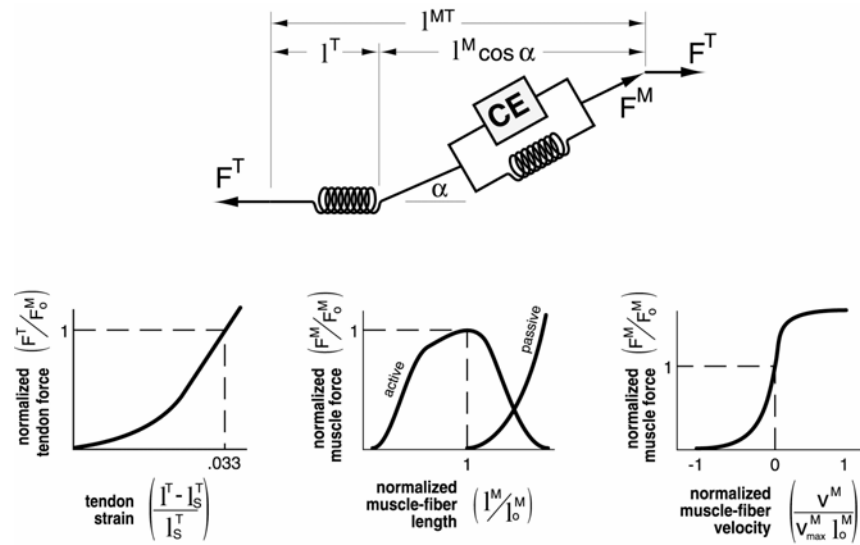 l^MT
l^T
l^M cos α
F^T
F^M
CE
F^T
α
normalized
tendon force
(F^T/F_o^M)
1
.033
tendon
strain
(l^T - l_S^T / l_S^T)
normalized
muscle force
(F^M/F_o^M)
1
active
passive
1
normalized
muscle-fiber
length
(l^M/l_o^M)
normalized
muscle force
(F^M/F_o^M)
1
-1
0
1
normalized
muscle-fiber
velocity
(v^M / v_max^M l_o^M)